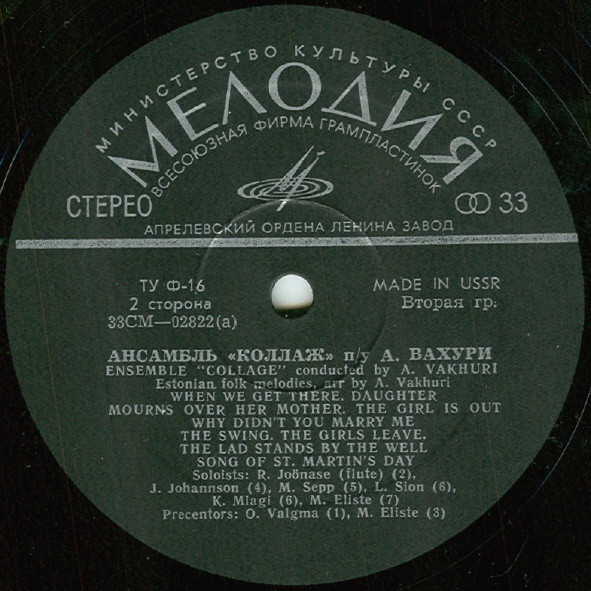 МИНИСТЕРСТВО КУЛЬТУРЫ СССР
МЕЛОДИЯ
ВСЕСОЮЗНАЯ ФИРМА ГРАМПЛАСТИНОК
СТЕРЕО
33
АПРЕЛЕВСКИЙ ОРДЕНА ЛЕНИНА ЗАВОД
ТУ Ф-16
MADE IN USSR
2 сторона
Вторая гр.
33СМ—02822(а)
АНСАМБЛЬ «КОЛЛАЖ» п/у А. ВАХУРИ
ENSEMBLE "COLLAGE" conducted by A. VAKHURI
Estonian folk melodies, arr by A. Vakhuri
WHEN WE GET THERE. DAUGHTER
MOURNS OVER HER MOTHER. THE GIRL IS OUT
WHY DIDN'T YOU MARRY ME
THE SWING. THE GIRLS LEAVE.
THE LAD STANDS BY THE WELL
SONG OF ST. MARTIN'S DAY
Soloists: R. Joõnase (flute) (2),
J. Johannson (4), M. Sepp (5), L. Sion (6),
K. Miagi (6), M. Eliste (7)
Precentors: O. Valgma (1), M. Eliste (3)